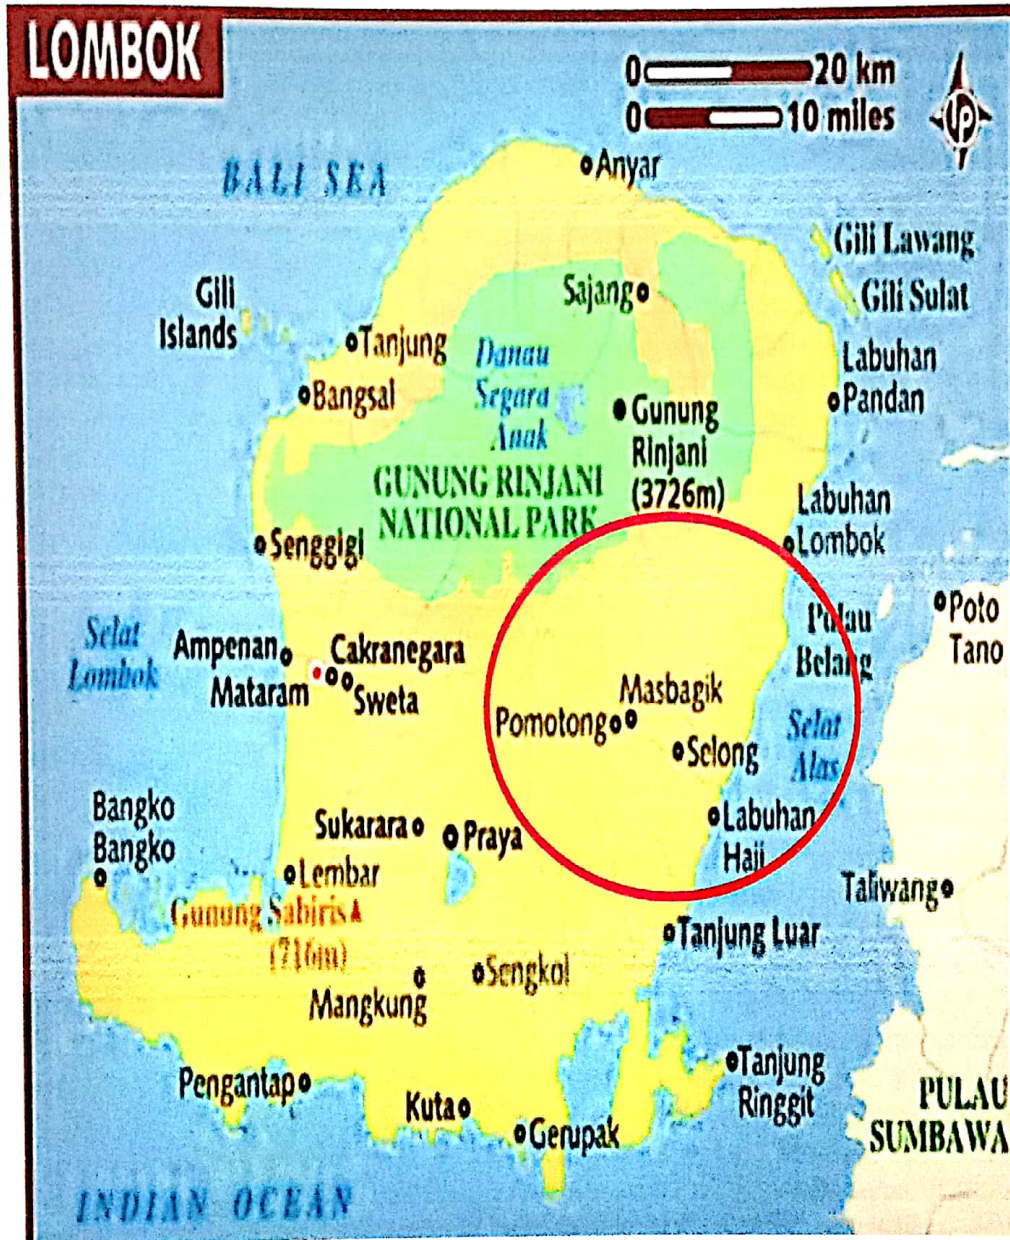 LOMBOK
0 20 km
0 10 miles
BALI SEA
Anyar
Gili Lawang
Gili Sulat
Sajang
Gili
Islands
Tanjung
Bangsal
Danau
Segara
Anak
Labuhan
Pandan
Gunung
Rinjani
(3726m)
GUNUNG RINJANI
NATIONAL PARK
Labuhan
Lombok
Senggigi
Selat
Lombok
Ampenan
Cakranegara
Mataram
Sweta
Pulau
Belang
Poto
Tano
Masbagik
Pomotong
Selong
Selat
Alas
Bangko
Bangko
Sukarara
Praya
Labuhan
Haji
Lembar
Taliwang
Gunung Sabiris
(716m)
Tanjung Luar
Mangkung
Sengkol
Pengantap
Kuta
Gerupak
Tanjung
Ringgit
PULAU
SUMBAWA
INDIAN OCEAN